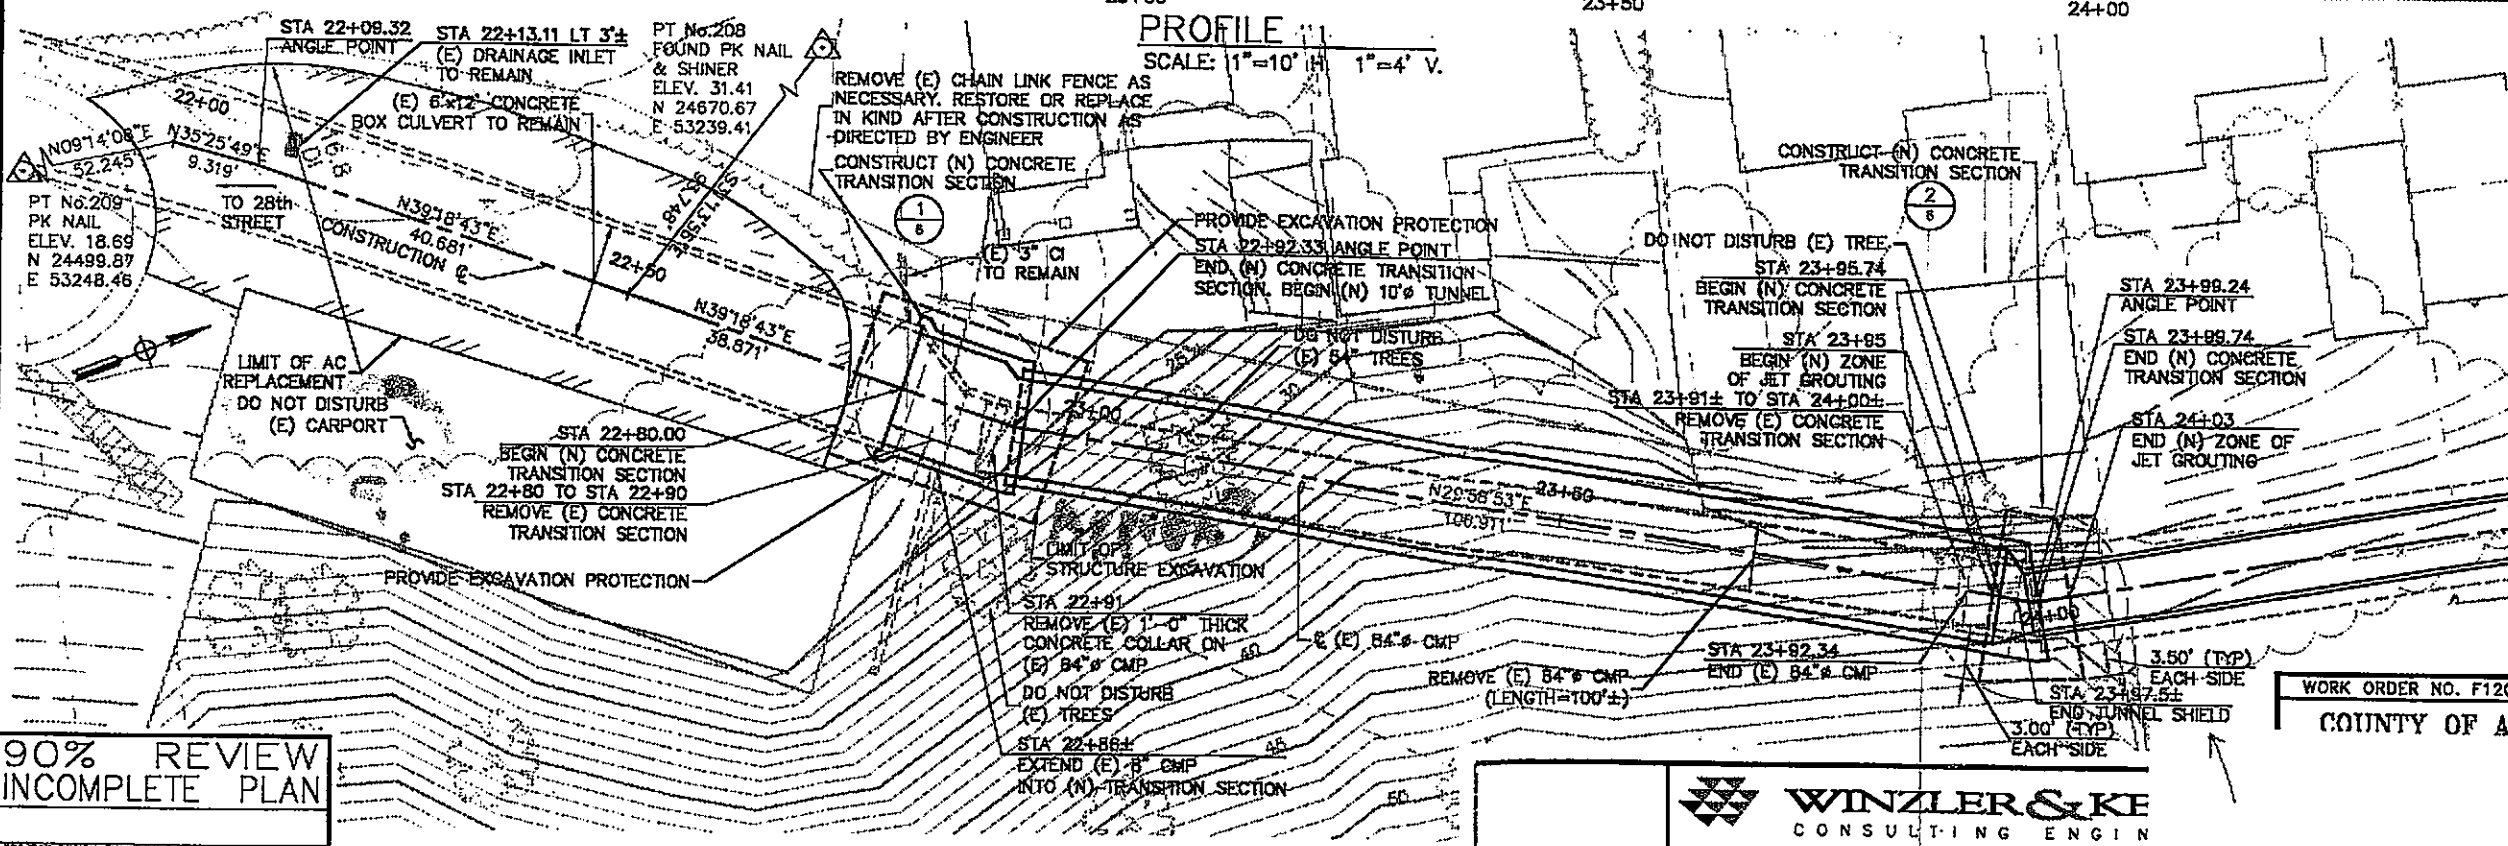 23+50
24+00
PROFILE
SCALE: 1"=10' H 1"=4' V.
STA 22+09.32
ANGLE POINT
STA 22+13.11 LT 3'±
(E) DRAINAGE INLET
TO REMAIN
(E) 6'x12' CONCRETE
BOX CULVERT TO REMAIN
PT No.208
FOUND PK NAIL
& SHINER
ELEV. 31.41
N 24670.67
E 53239.41
REMOVE (E) CHAIN LINK FENCE AS
NECESSARY. RESTORE OR REPLACE
IN KIND AFTER CONSTRUCTION AS
DIRECTED BY ENGINEER
CONSTRUCT (N) CONCRETE
TRANSITION SECTION
1
6
(E) 3" CI
TO REMAIN
22+00
N09°14'08"E
52.245'
N35°25'49"E
9.319'
TO 28th
STREET
PT No.209
PK NAIL
ELEV. 18.69
N 24499.87
E 53248.46
N39°18'43"E
40.681'
CONSTRUCTION ℄
22+50
N39°18'43"E
38.871'
PROVIDE EXCAVATION PROTECTION
STA 22+92.33 ANGLE POINT
END (N) CONCRETE TRANSITION
SECTION. BEGIN (N) 10'ø TUNNEL
DO NOT DISTURB
(E) 54" TREES
CONSTRUCT (N) CONCRETE
TRANSITION SECTION
2
6
DO NOT DISTURB (E) TREE
STA 23+95.74
BEGIN (N) CONCRETE
TRANSITION SECTION
STA 23+95
BEGIN (N) ZONE
OF JET GROUTING
STA 23+91± TO STA 24+00±
REMOVE (E) CONCRETE
TRANSITION SECTION
STA 23+99.24
ANGLE POINT
STA 23+99.74
END (N) CONCRETE
TRANSITION SECTION
STA 24+03
END (N) ZONE OF
JET GROUTING
LIMIT OF AC
REPLACEMENT
DO NOT DISTURB
(E) CARPORT
STA 22+80.00
BEGIN (N) CONCRETE
TRANSITION SECTION
STA 22+80 TO STA 22+90
REMOVE (E) CONCRETE
TRANSITION SECTION
PROVIDE EXCAVATION PROTECTION
23+00
N29°56'53"E
106.911'
23+50
24+00
LIMIT OF
STRUCTURE EXCAVATION
STA 22+91
REMOVE (E) 1'-0" THICK
CONCRETE COLLAR ON
(E) 84"ø CMP
DO NOT DISTURB
(E) TREES
STA 22+86±
EXTEND (E) 8" CMP
INTO (N) TRANSITION SECTION
℄ (E) 84"ø CMP
REMOVE (E) 84"ø CMP
(LENGTH=100'±)
STA 23+92.34
END (E) 84"ø CMP
3.50' (TYP)
EACH SIDE
STA 23+97.5±
END TUNNEL SHIELD
3.00' (TYP)
EACH SIDE
40
45
50
90% REVIEW
INCOMPLETE PLAN
WORK ORDER NO. F12
COUNTY OF A
WINZLER & KE
CONSULTING ENGIN